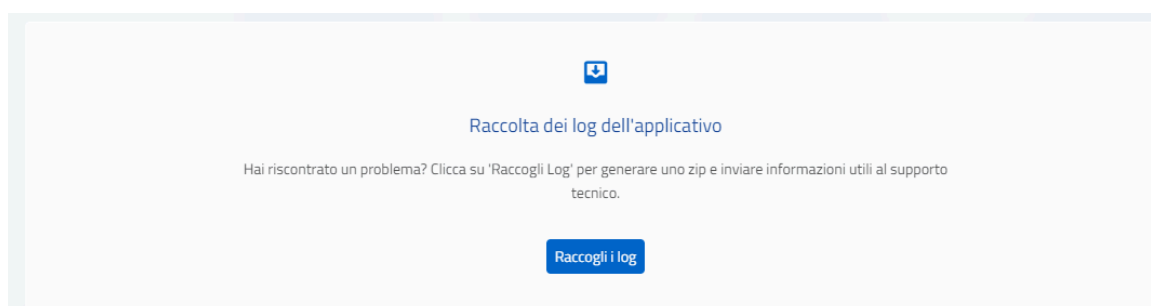 Raccolta dei log dell'applicativo
Hai riscontrato un problema? Clicca su 'Raccogli Log' per generare uno zip e inviare informazioni utili al supporto
tecnico.
Raccogli i log